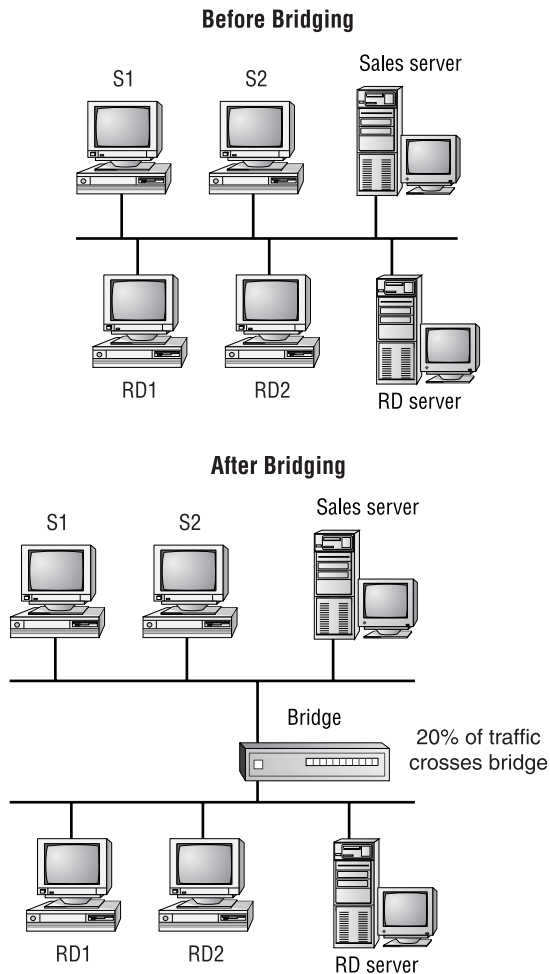 Before Bridging
S1
S2
Sales server
RD1
RD2
RD server
After Bridging
S1
S2
Sales server
Bridge
20% of traffic
crosses bridge
RD1
RD2
RD server